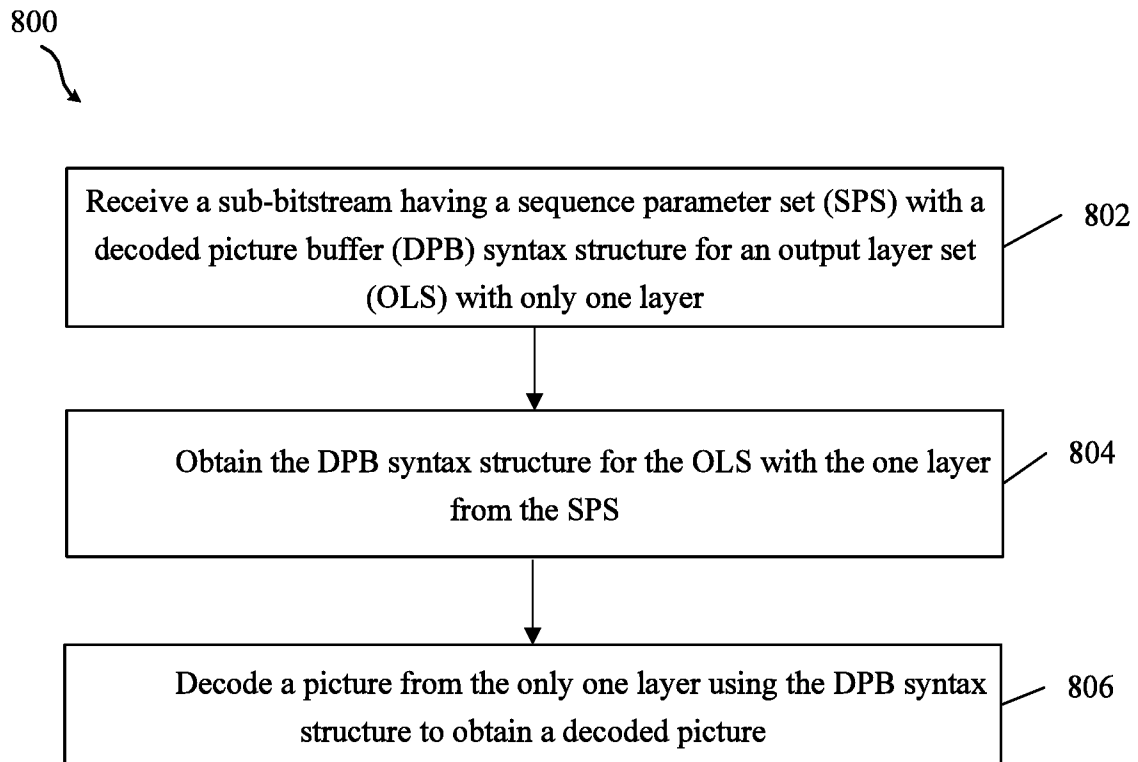 800
Receive a sub-bitstream having a sequence parameter set (SPS) with a
decoded picture buffer (DPB) syntax structure for an output layer set
(OLS) with only one layer
802
Obtain the DPB syntax structure for the OLS with the one layer
from the SPS
804
Decode a picture from the only one layer using the DPB syntax
structure to obtain a decoded picture
806